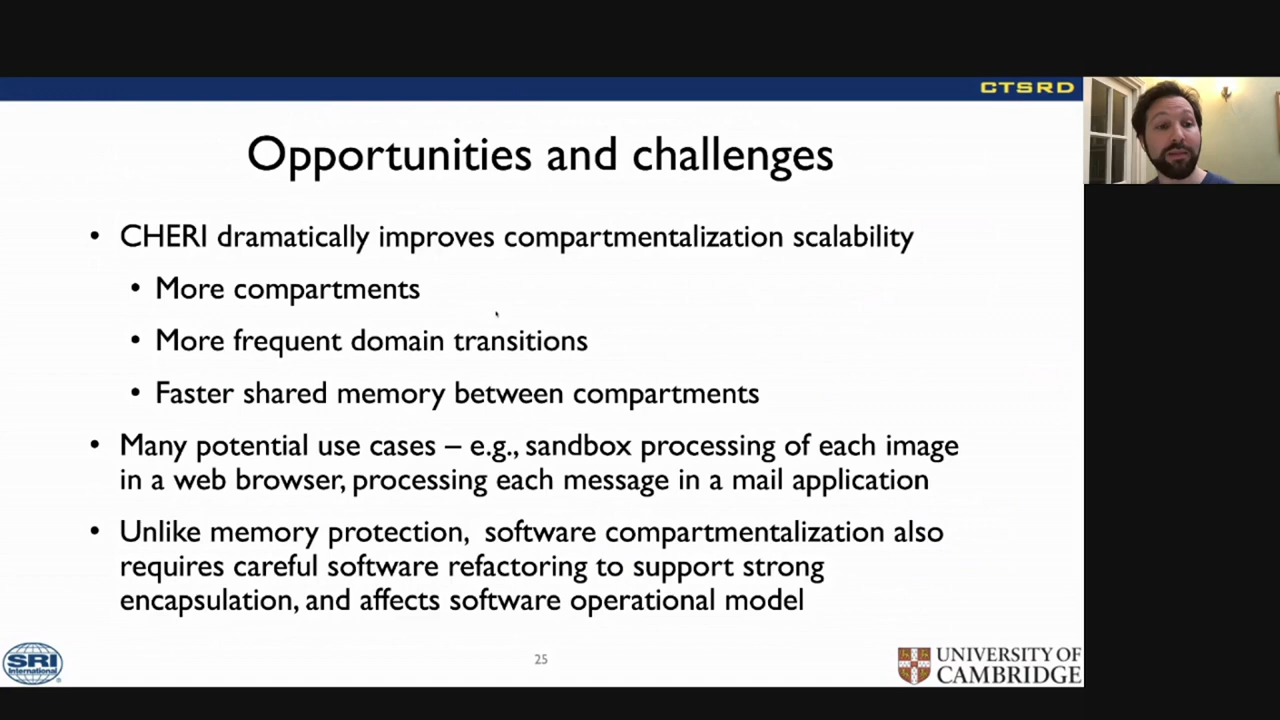 CTSRD
Opportunities and challenges
• CHERI dramatically improves compartmentalization scalability
• More compartments
• More frequent domain transitions
• Faster shared memory between compartments
• Many potential use cases – e.g., sandbox processing of each image
in a web browser, processing each message in a mail application
• Unlike memory protection, software compartmentalization also
requires careful software refactoring to support strong
encapsulation, and affects software operational model
SRI
International
25
UNIVERSITY OF
CAMBRIDGE